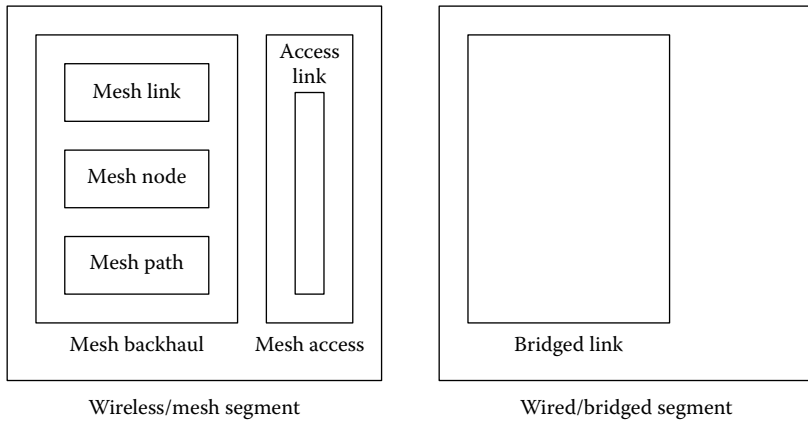 Access
link
Mesh link
Mesh node
Mesh path
Mesh backhaul
Mesh access
Bridged link
Wireless/mesh segment
Wired/bridged segment